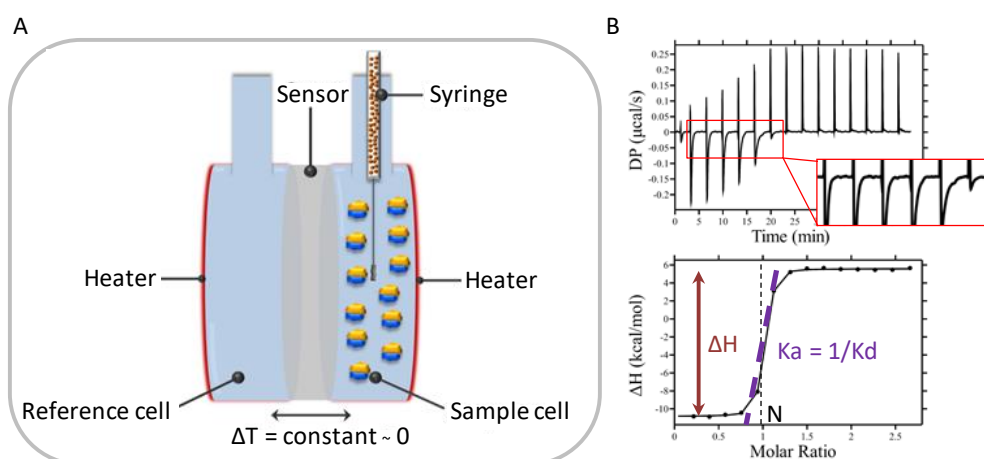 A
Sensor
Syringe
Heater
Heater
Reference cell
Sample cell
ΔT = constant ~ 0
B
DP (μcal/s)
0.25
0.2
0.15
0.1
0.05
0
-0.05
-0.1
-0.15
-0.2
0 5 10 15 20 25
Time (min)
ΔH (kcal/mol)
6
4
2
0
-2
-4
-6
-8
-10
ΔH
Ka = 1/Kd
N
0 0.5 1 1.5 2 2.5
Molar Ratio